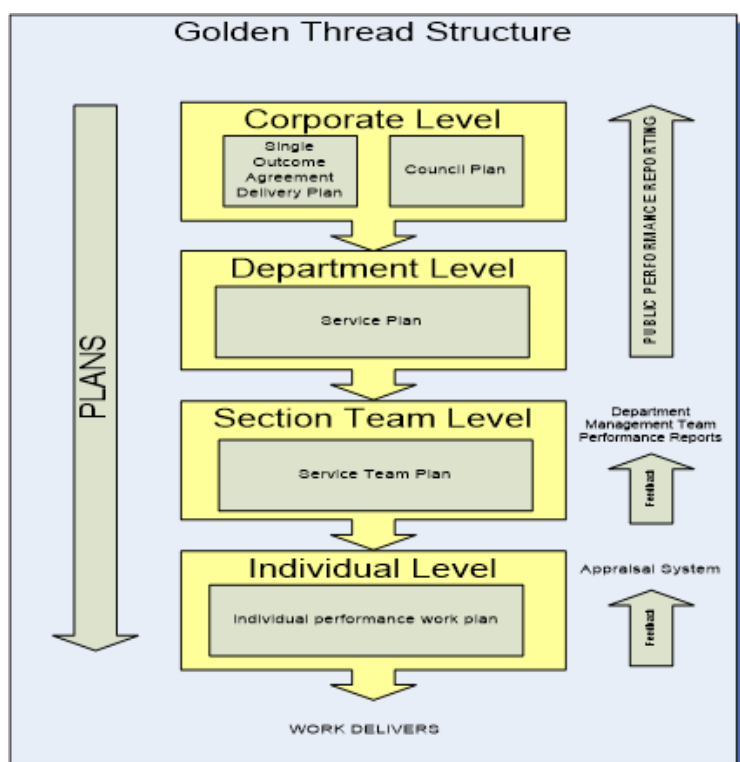 Golden Thread Structure
Corporate Level
Single
Outcome
Agreement
Delivery Plan
Council Plan
Department Level
Service Plan
Section Team Level
Service Team Plan
Individual Level
Individual performance work plan
WORK DELIVERS
PLANS
PUBLIC PERFORMANCE REPORTING
Department
Management Team
Performance Reports
Feedback
Appraisal System
Feedback